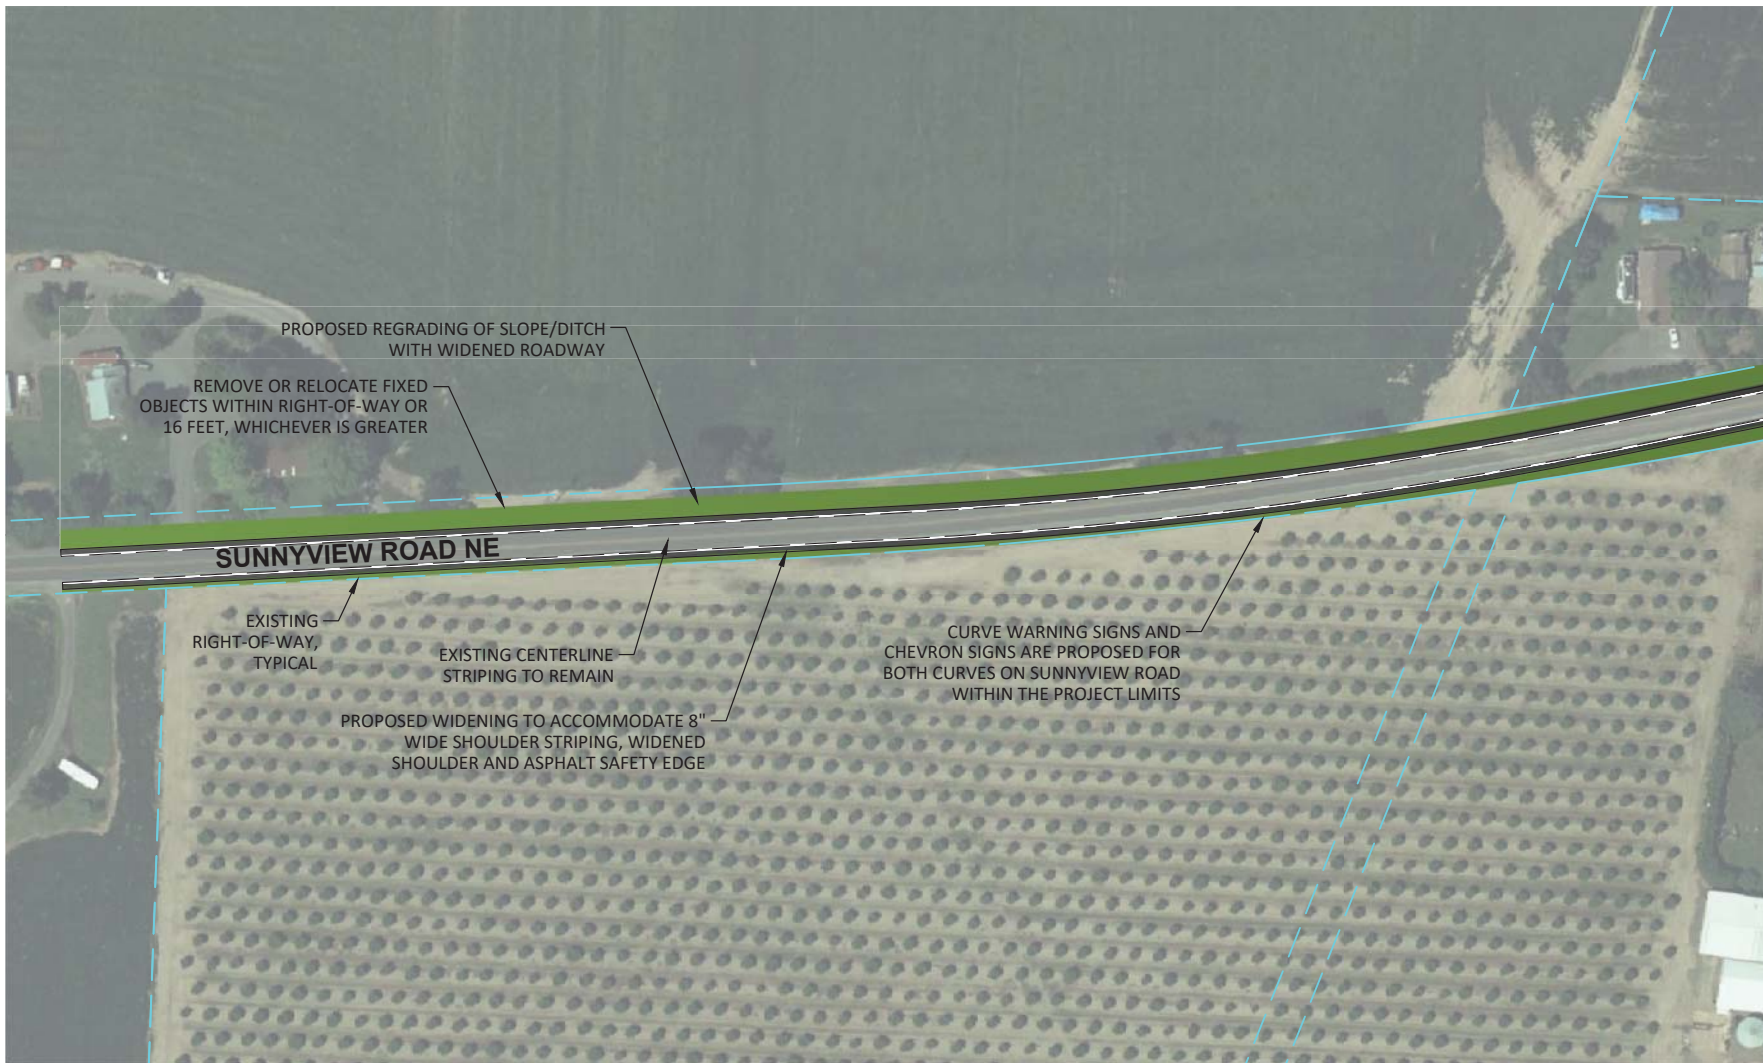 PROPOSED REGRADING OF SLOPE/DITCH
WITH WIDENED ROADWAY
REMOVE OR RELOCATE FIXED
OBJECTS WITHIN RIGHT-OF-WAY OR
16 FEET, WHICHEVER IS GREATER
SUNNYVIEW ROAD NE
EXISTING
RIGHT-OF-WAY,
TYPICAL
EXISTING CENTERLINE
STRIPING TO REMAIN
CURVE WARNING SIGNS AND
CHEVRON SIGNS ARE PROPOSED FOR
BOTH CURVES ON SUNNYVIEW ROAD
WITHIN THE PROJECT LIMITS
PROPOSED WIDENING TO ACCOMMODATE 8"
WIDE SHOULDER STRIPING, WIDENED
SHOULDER AND ASPHALT SAFETY EDGE